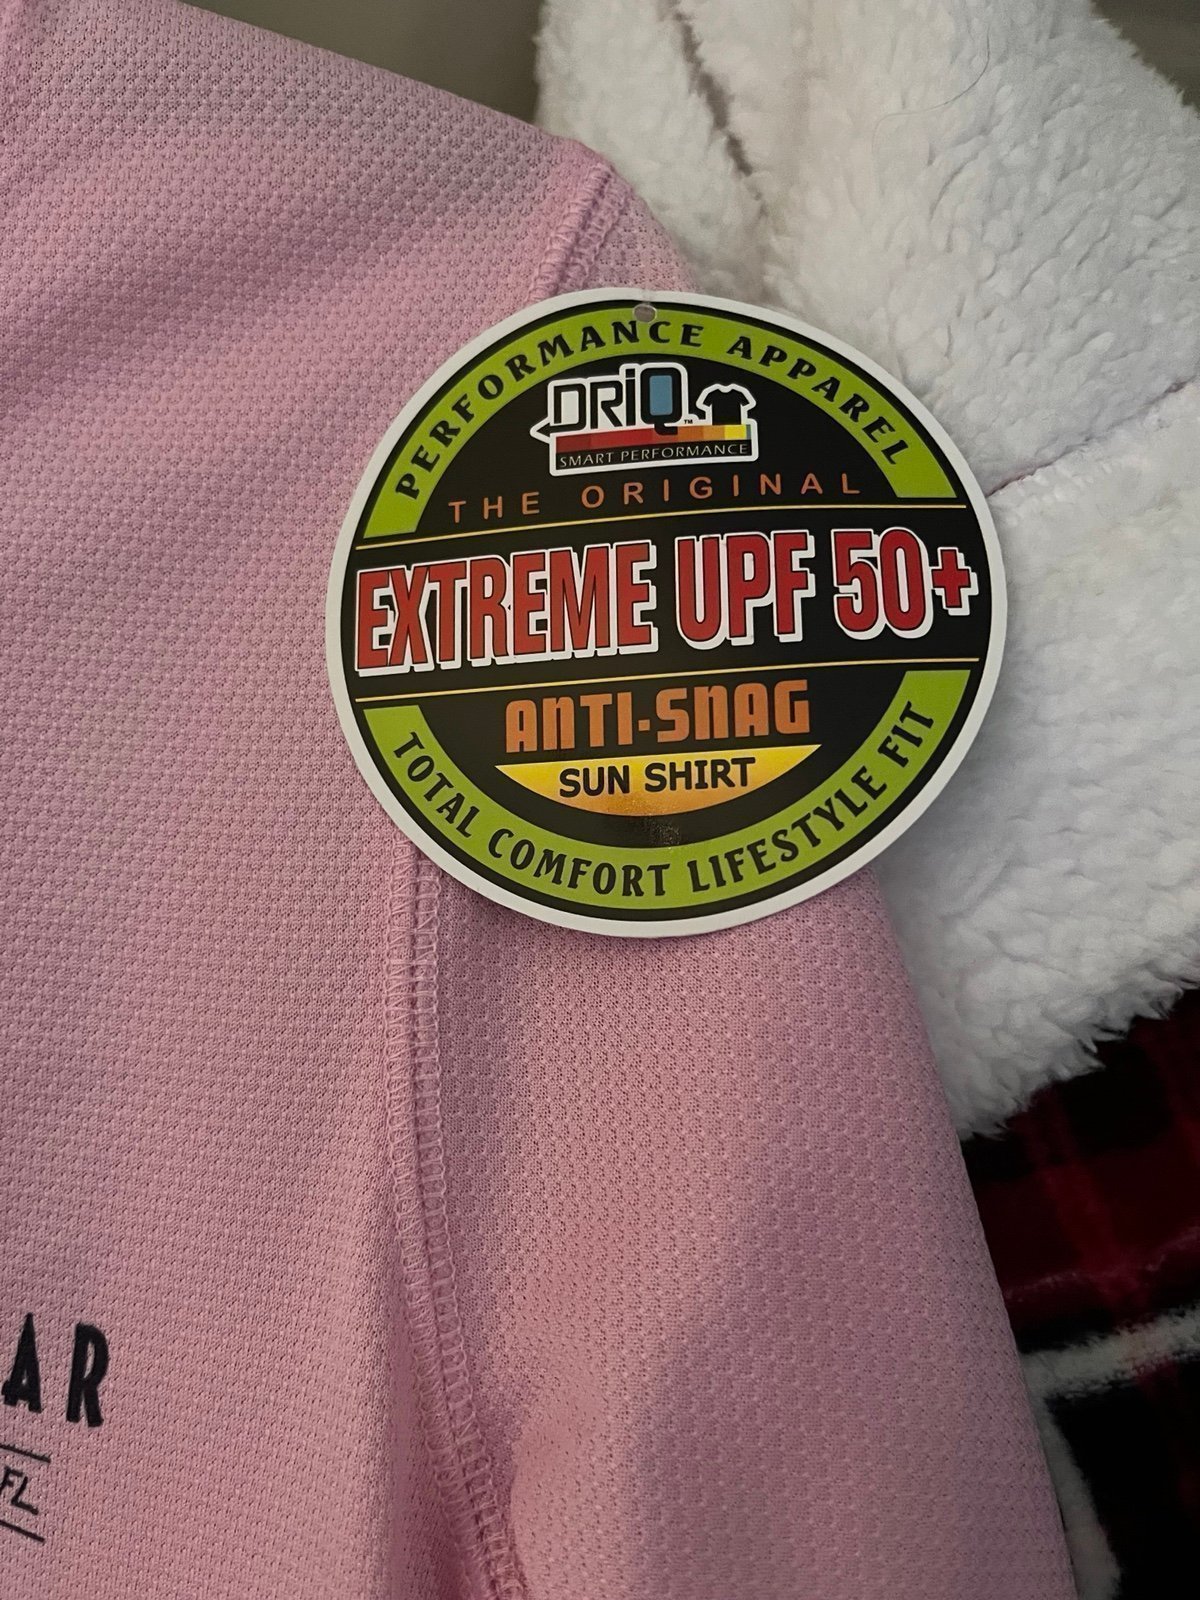 PERFORMANCE APPAREL
DRiQ™
SMART PERFORMANCE
THE ORIGINAL
EXTREME UPF 50+
ANTI-SNAG
SUN SHIRT
TOTAL COMFORT LIFESTYLE FIT
AR
FL